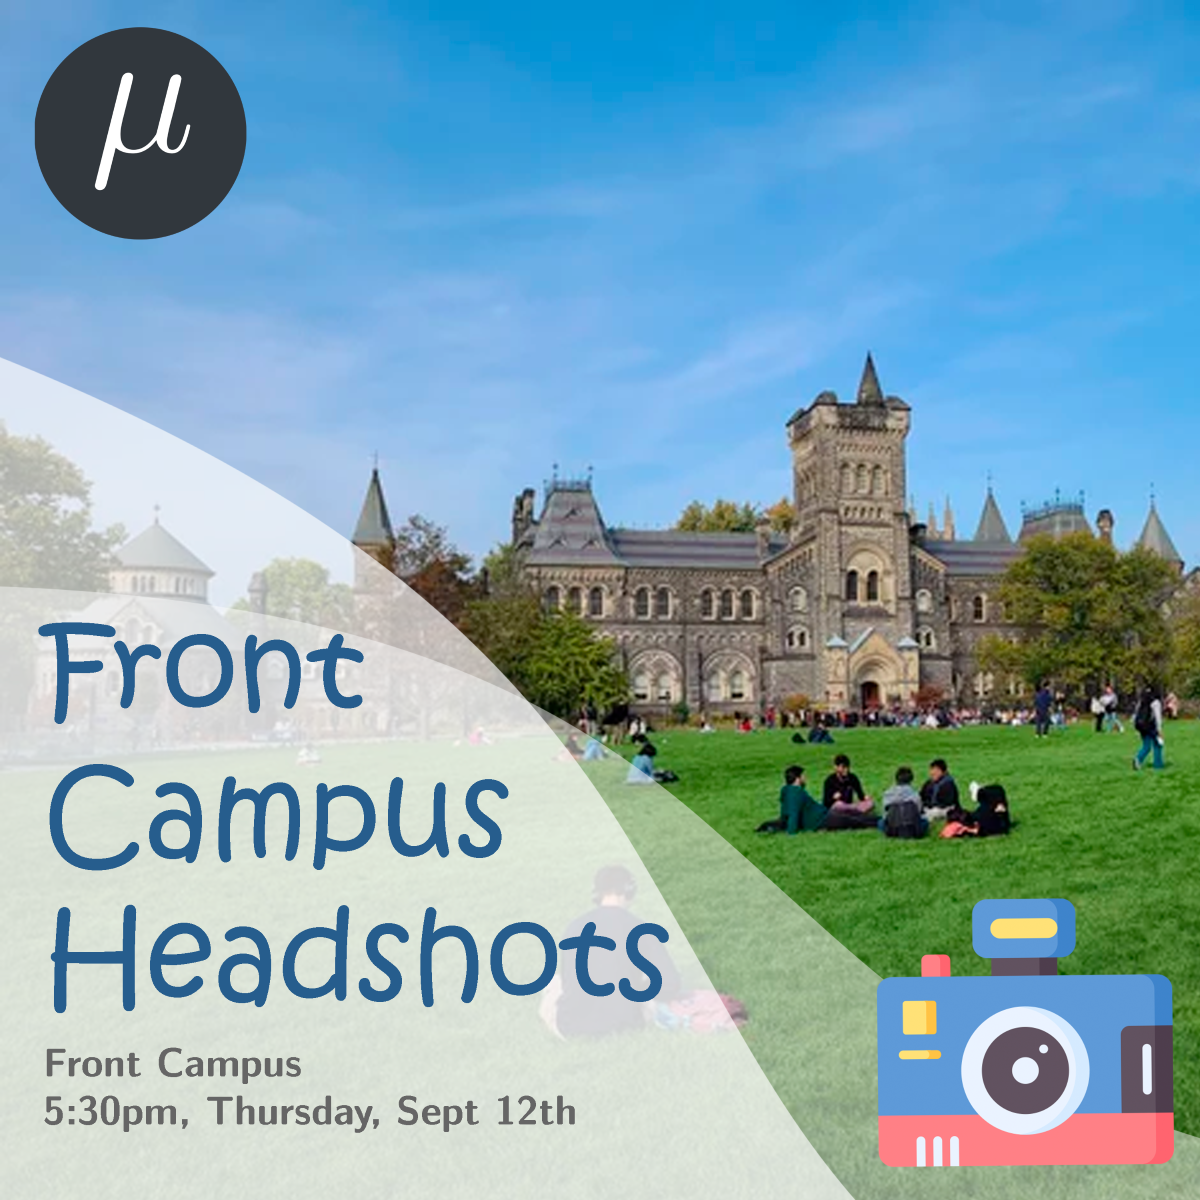 μ
Front
Campus
Headshots
Front Campus
5:30pm, Thursday, Sept 12th